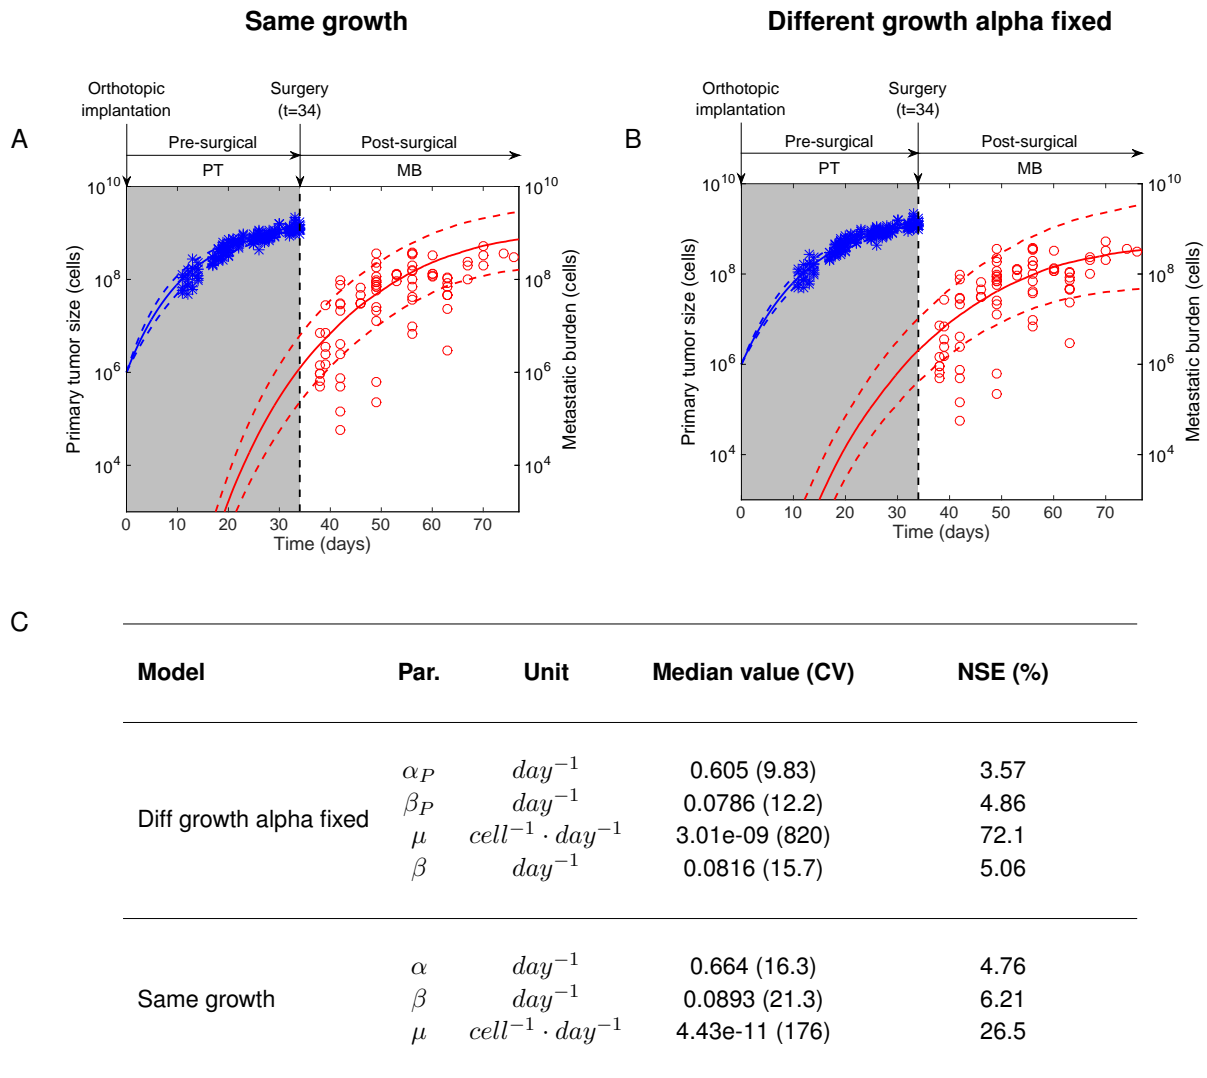 Same growth
Different growth alpha fixed
A
Orthotopic
implantation
Surgery
(t=34)
Pre-surgical
Post-surgical
PT
MB
10^10
10^8
10^6
10^4
Primary tumor size (cells)
10^10
10^8
10^6
10^4
Metastatic burden (cells)
0 10 20 30 40 50 60 70
Time (days)
B
Orthotopic
implantation
Surgery
(t=34)
Pre-surgical
Post-surgical
PT
MB
10^10
10^8
10^6
10^4
Primary tumor size (cells)
10^10
10^8
10^6
10^4
Metastatic burden (cells)
0 10 20 30 40 50 60 70
Time (days)
C
Model Par. Unit Median value (CV) NSE (%)
Diff growth alpha fixed
α_P day^−1 0.605 (9.83) 3.57
β_P day^−1 0.0786 (12.2) 4.86
μ cell^−1 · day^−1 3.01e-09 (820) 72.1
β day^−1 0.0816 (15.7) 5.06
Same growth
α day^−1 0.664 (16.3) 4.76
β day^−1 0.0893 (21.3) 6.21
μ cell^−1 · day^−1 4.43e-11 (176) 26.5